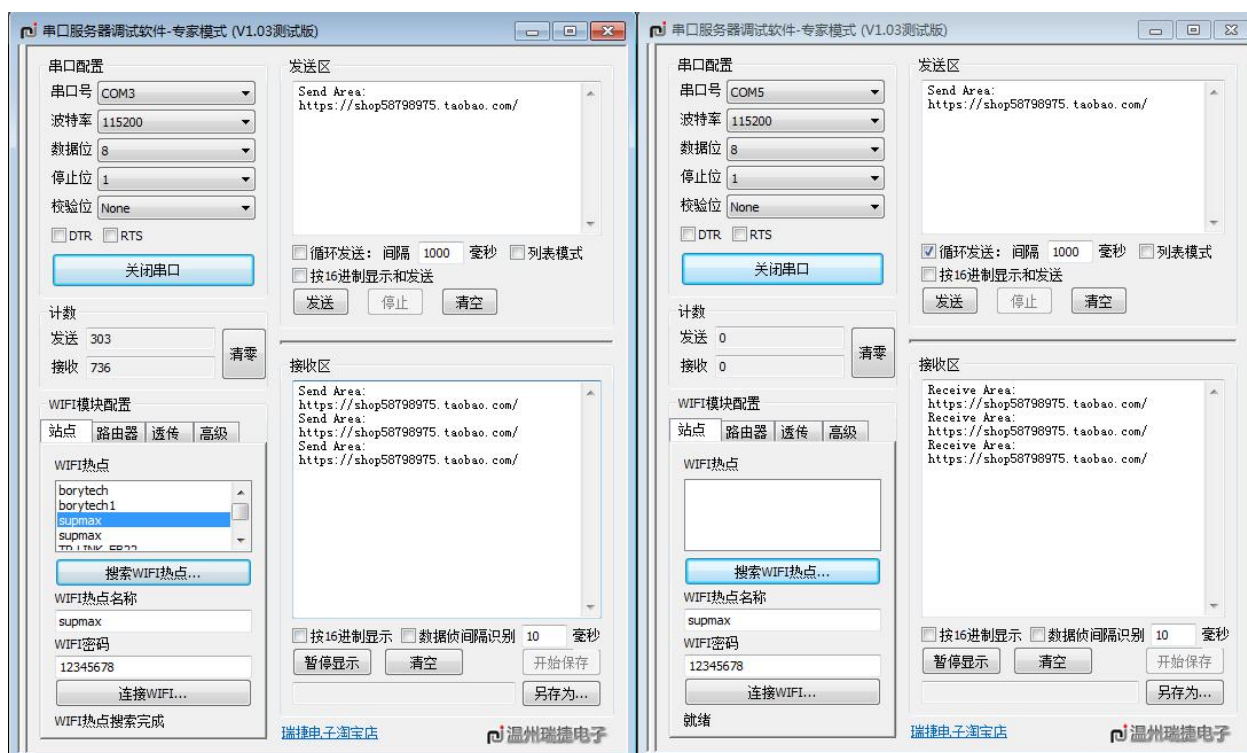 串口服务器调试软件-专家模式 (V1.03测试版)
串口配置
串口号 COM3
波特率 115200
数据位 8
停止位 1
校验位 None
DTR RTS
关闭串口
计数
发送 303
接收 736
清零
WIFI模块配置
站点 路由器 透传 高级
WIFI热点
borytech
borytech1
supmax
supmax
搜索WIFI热点...
WIFI热点名称
supmax
WIFI密码
12345678
连接WIFI...
WIFI热点搜索完成
发送区
Send Area:
https://shop58798975.taobao.com/
循环发送: 间隔 1000 毫秒 列表模式
按16进制显示和发送
发送 停止 清空
接收区
Send Area:
https://shop58798975.taobao.com/
Send Area:
https://shop58798975.taobao.com/
Send Area:
https://shop58798975.taobao.com/
按16进制显示 数据侦间隔识别 10 毫秒
暂停显示 清空 开始保存
另存为...
瑞捷电子淘宝店 温州瑞捷电子
串口服务器调试软件-专家模式 (V1.03测试版)
串口配置
串口号 COM5
波特率 115200
数据位 8
停止位 1
校验位 None
DTR RTS
关闭串口
计数
发送 0
接收 0
清零
WIFI模块配置
站点 路由器 透传 高级
WIFI热点
搜索WIFI热点...
WIFI热点名称
supmax
WIFI密码
12345678
连接WIFI...
就绪
发送区
Send Area:
https://shop58798975.taobao.com/
循环发送: 间隔 1000 毫秒 列表模式
按16进制显示和发送
发送 停止 清空
接收区
Receive Area:
https://shop58798975.taobao.com/
Receive Area:
https://shop58798975.taobao.com/
Receive Area:
https://shop58798975.taobao.com/
按16进制显示 数据侦间隔识别 10 毫秒
暂停显示 清空 开始保存
另存为...
瑞捷电子淘宝店 温州瑞捷电子